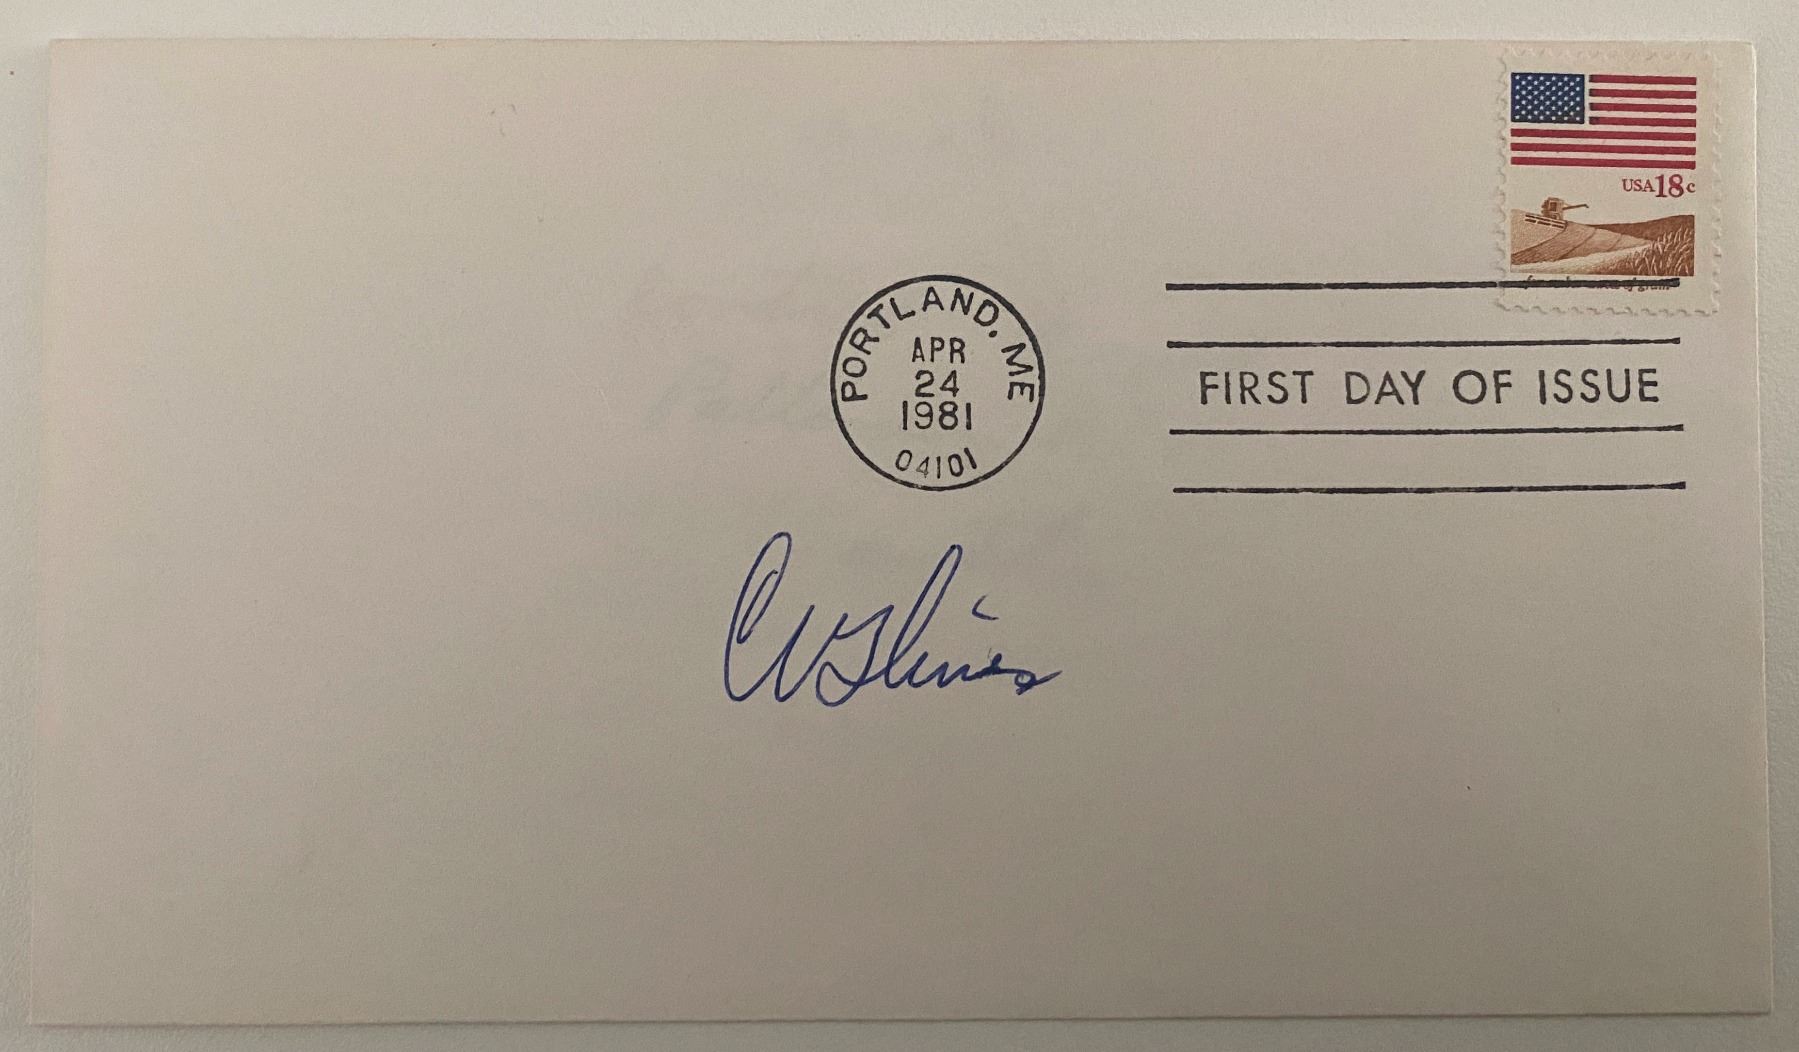 USA 18c
PORTLAND, ME
APR
24
1981
04101
FIRST DAY OF ISSUE